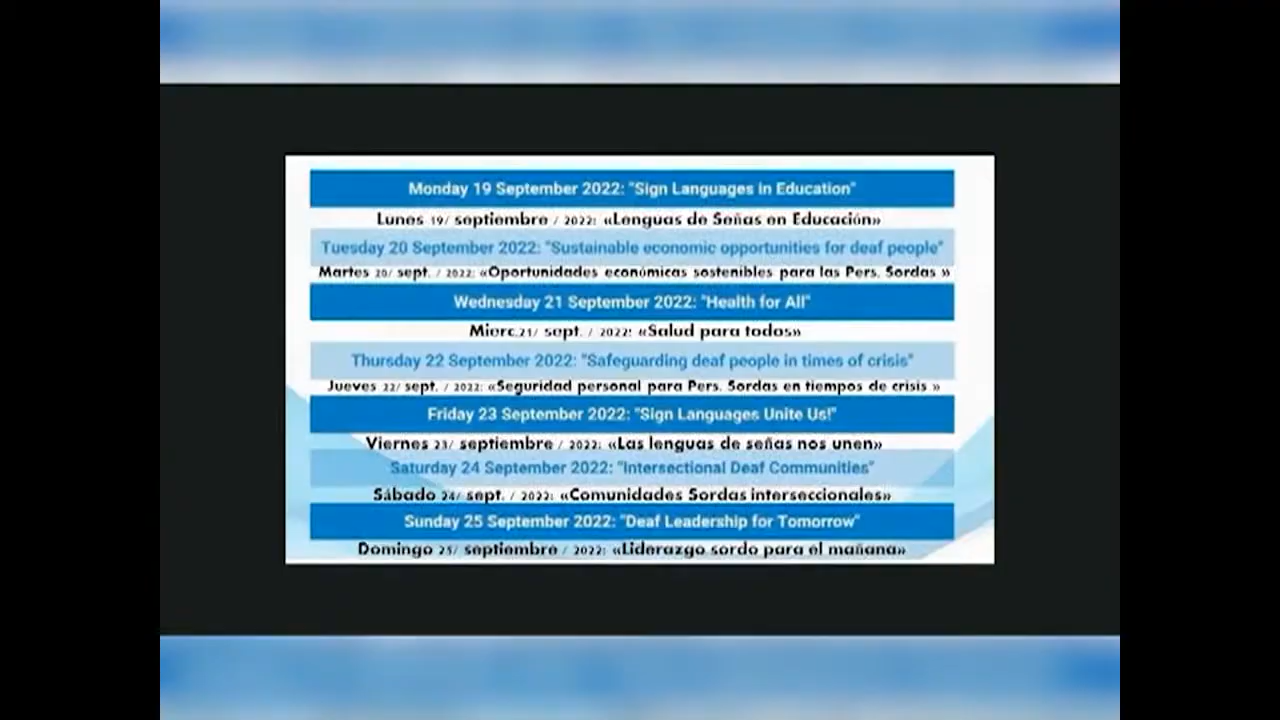 Monday 19 September 2022: "Sign Languages in Education"
Lunes 19/ septiembre / 2022: «Lenguas de Señas en Educación»
Tuesday 20 September 2022: "Sustainable economic opportunities for deaf people"
Martes 20/ sept. / 2022: «Oportunidades económicas sostenibles para las Pers. Sordas »
Wednesday 21 September 2022: "Health for All"
Mierc.21/ sept. / 2022: «Salud para todos»
Thursday 22 September 2022: "Safeguarding deaf people in times of crisis"
Jueves 22/ sept. / 2022: «Seguridad personal para Pers. Sordas en tiempos de crisis »
Friday 23 September 2022: "Sign Languages Unite Us!"
Viernes 23/ septiembre / 2022: «Las lenguas de señas nos unen»
Saturday 24 September 2022: "Intersectional Deaf Communities"
Sábado 24/ sept. / 2022: «Comunidades Sordas interseccionales»
Sunday 25 September 2022: "Deaf Leadership for Tomorrow"
Domingo 25/ septiembre / 2022: «Liderazgo sordo para el mañana»